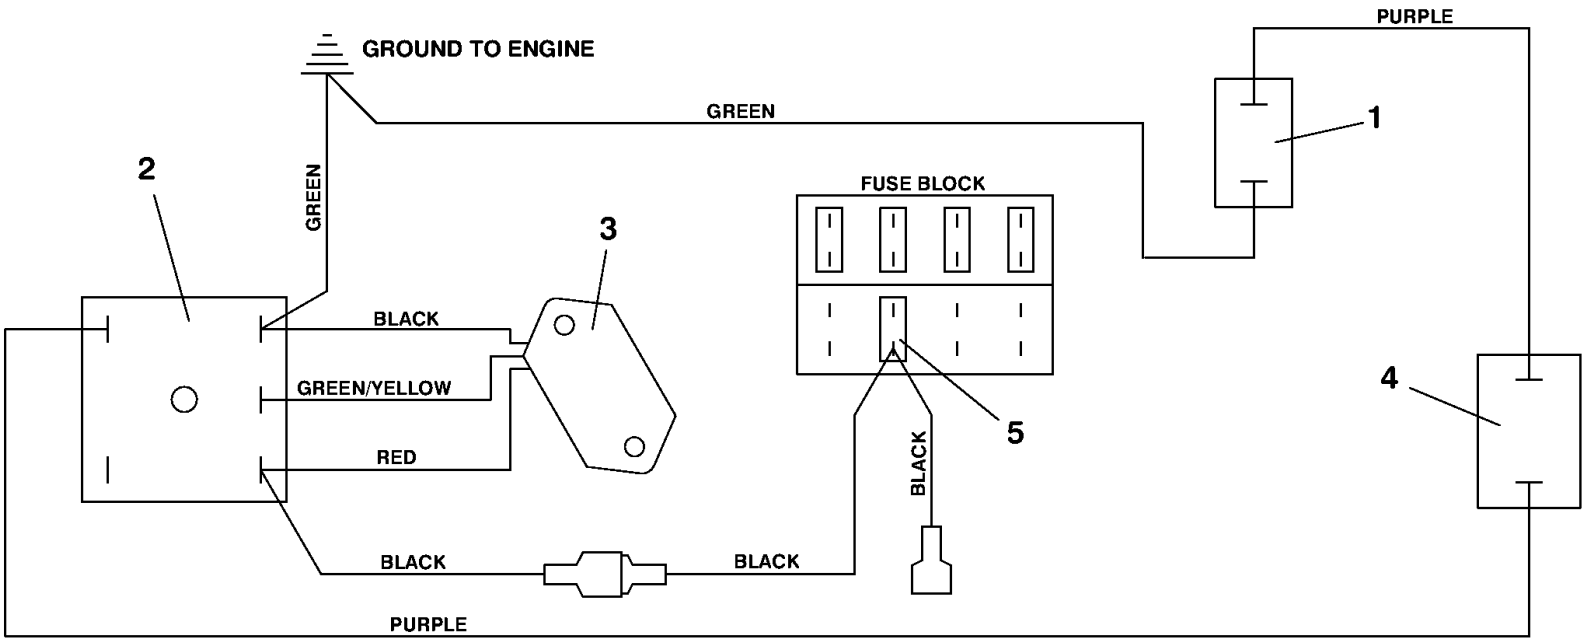 PURPLE
GROUND TO ENGINE
GREEN
1
2
GREEN
FUSE BLOCK
3
BLACK
GREEN/YELLOW
4
5
RED
BLACK
BLACK
BLACK
PURPLE